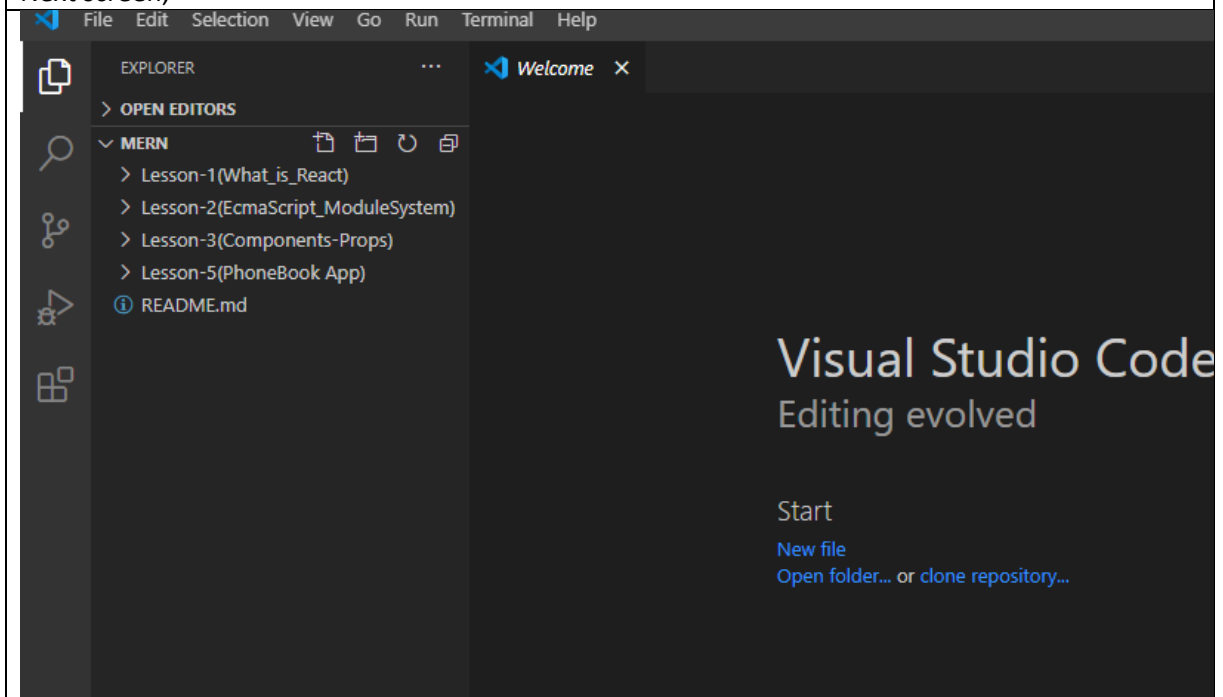 Next screen)
File Edit Selection View Go Run Terminal Help
EXPLORER ...
Welcome
OPEN EDITORS
MERN
Lesson-1(What_is_React)
Lesson-2(EcmaScript_ModuleSystem)
Lesson-3(Components-Props)
Lesson-5(PhoneBook App)
README.md
Visual Studio Code
Editing evolved
Start
New file
Open folder... or clone repository...